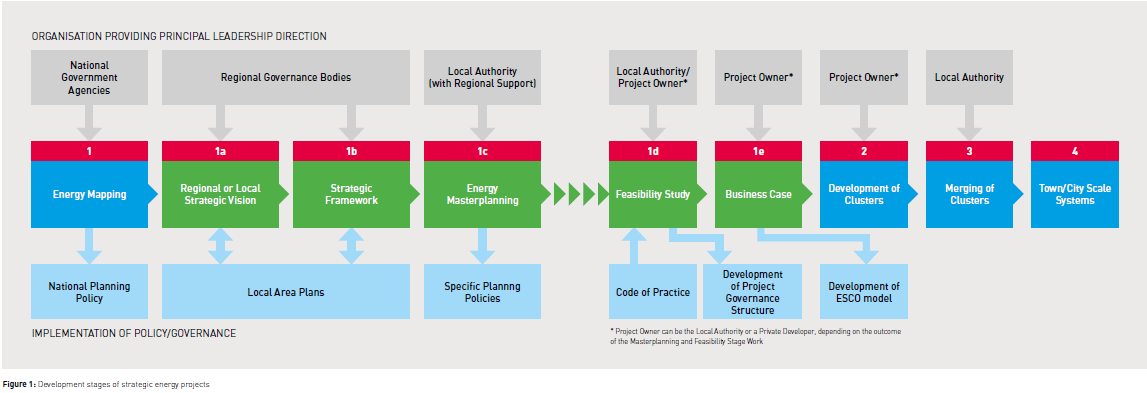 ORGANISATION PROVIDING PRINCIPAL LEADERSHIP DIRECTION
National
Government
Agencies
Regional Governance Bodies
Local Authority
(with Regional Support)
Local Authority/
Project Owner*
Project Owner*
Project Owner*
Local Authority
1
1a
1b
1c
1d
1e
2
3
4
Energy Mapping
Regional or Local
Strategic Vision
Strategic
Framework
Energy
Masterplanning
Feasibility Study
Business Case
Development of
Clusters
Merging of
Clusters
Town/City Scale
Systems
National Planning
Policy
Local Area Plans
Specific Plannng
Policies
Code of Practice
Development
of Project
Governance
Structure
Development of
ESCO model
IMPLEMENTATION OF POLICY/GOVERNANCE
* Project Owner can be the Local Authority or a Private Developer, depending on the outcome
of the Masterplanning and Feasibility Stage Work
Figure 1: Development stages of strategic energy projects